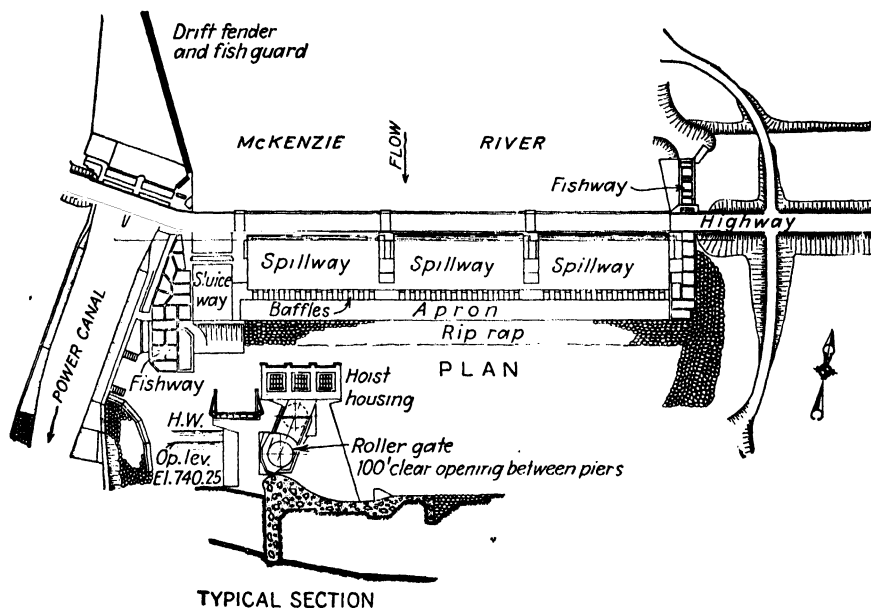 Drift fender
and fish guard
McKENZIE
FLOW
RIVER
Fishway
Highway
Spillway
Spillway
Spillway
Sluice
way
Baffles
Apron
Rip rap
POWER CANAL
PLAN
Fishway
Hoist
housing
H.W.
Op. lev.
El. 740.25
Roller gate
100' clear opening between piers
TYPICAL SECTION